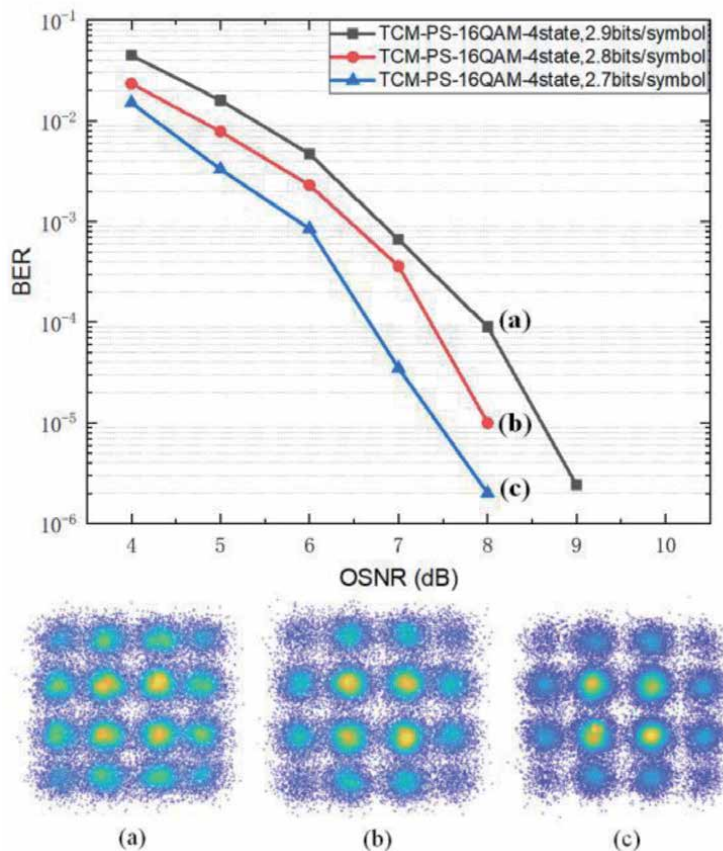 TCM-PS-16QAM-4state,2.9bits/symbol
TCM-PS-16QAM-4state,2.8bits/symbol
TCM-PS-16QAM-4state,2.7bits/symbol
10⁻¹
10⁻²
10⁻³
10⁻⁴
10⁻⁵
10⁻⁶
BER
(a)
(b)
(c)
4 5 6 7 8 9 10
OSNR (dB)
(a) (b) (c)